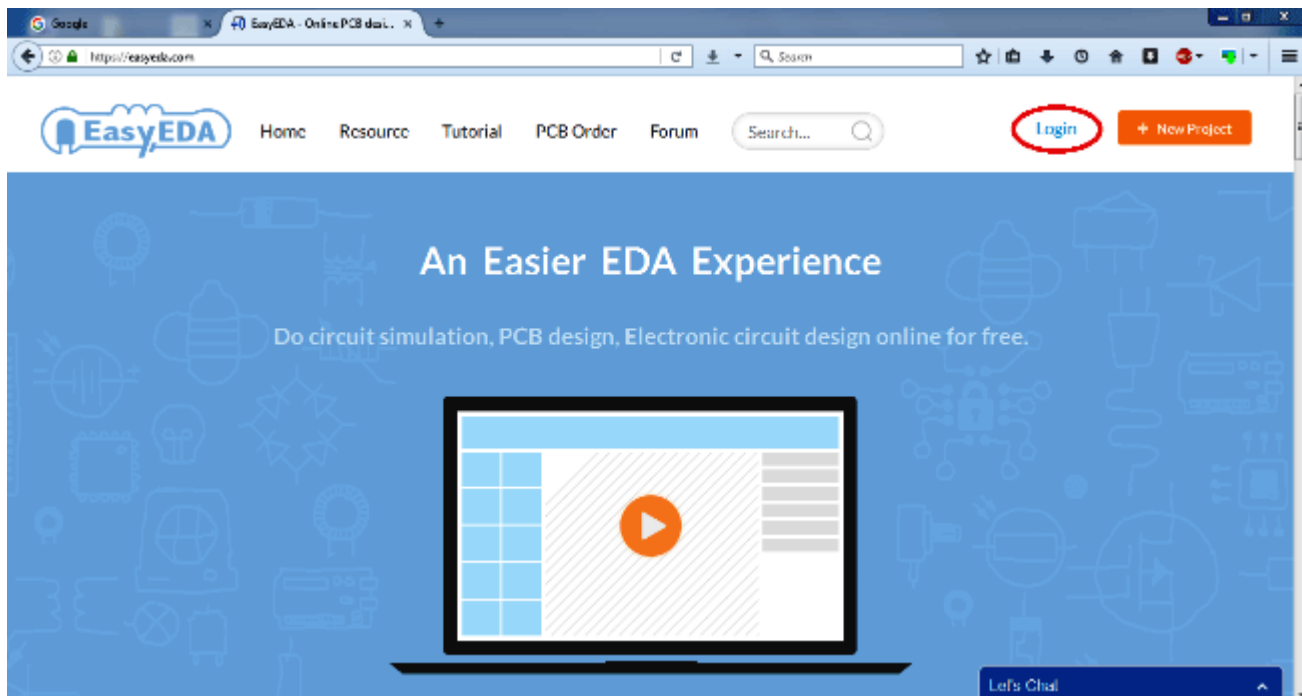 Google
EasyEDA - Online PCB desi...
https://easyeda.com
Search
EasyEDA
Home
Resource
Tutorial
PCB Order
Forum
Search...
Login
+ New Project
An Easier EDA Experience
Do circuit simulation, PCB design, Electronic circuit design online for free.
Let's Chat